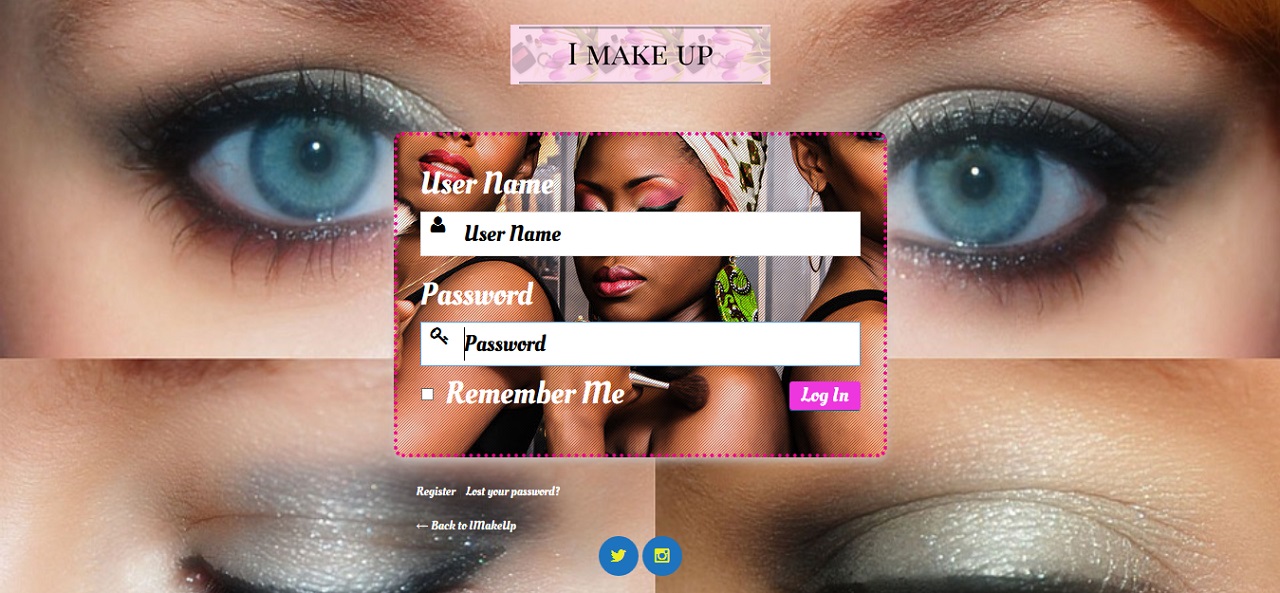 I MAKE UP
User Name
User Name
Password
Password
Remember Me
Log In
Register Lost your password?
← Back to IMakeUp